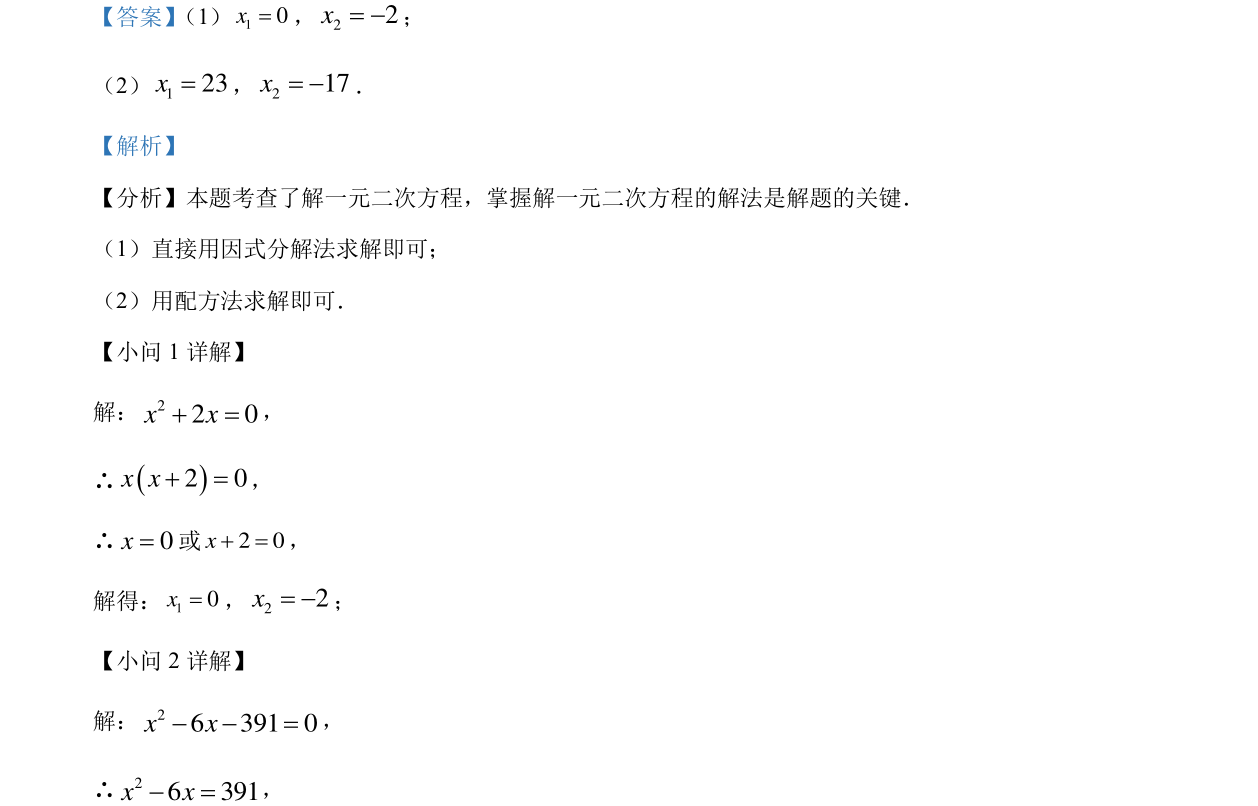 【答案】（1）x₁＝0，x₂＝−2；
（2）x₁＝23，x₂＝−17．
【解析】
【分析】本题考查了解一元二次方程，掌握解一元二次方程的解法是解题的关键．
（1）直接用因式分解法求解即可；
（2）用配方法求解即可．
【小问 1 详解】
解：x²＋2x＝0，
∴x(x＋2)＝0，
∴x＝0或x＋2＝0，
解得：x₁＝0，x₂＝−2；
【小问 2 详解】
解：x²−6x−391＝0，
∴x²−6x＝391，